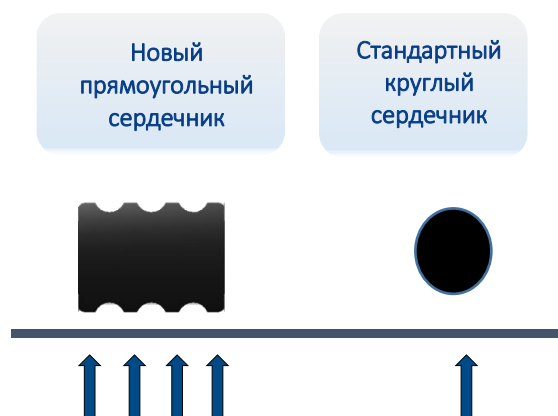 Новый
прямоугольный
сердечник
Стандартный
круглый
сердечник